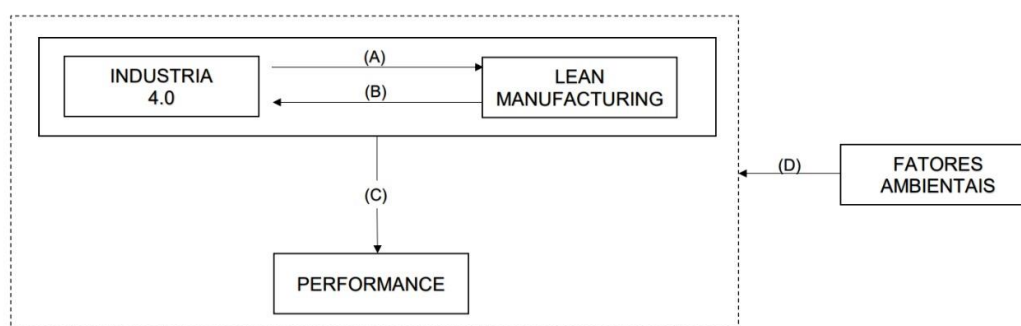 (A)
INDUSTRIA
4.0
LEAN
MANUFACTURING
(B)
(D)
FATORES
AMBIENTAIS
(C)
PERFORMANCE